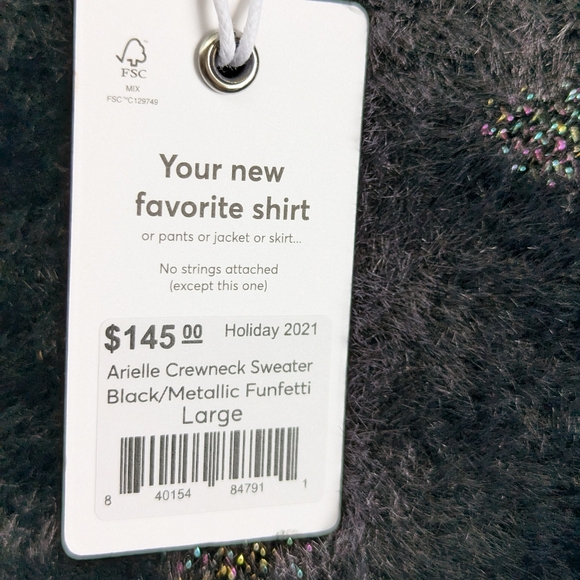 FSC
MIX
FSC™C129749
Your new
favorite shirt
or pants or jacket or skirt...
No strings attached
(except this one)
$145 00 Holiday 2021
Arielle Crewneck Sweater
Black/Metallic Funfetti
Large
8 40154 84791 1